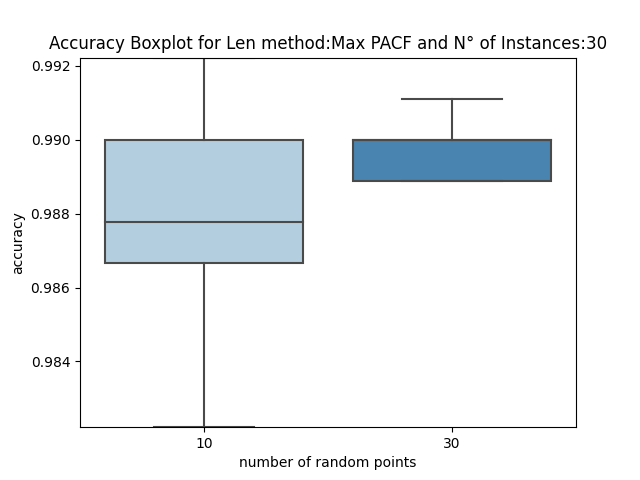 Accuracy Boxplot for Len method:Max PACF and N° of Instances:30
0.992
0.990
0.988
0.986
0.984
accuracy
10 30
number of random points